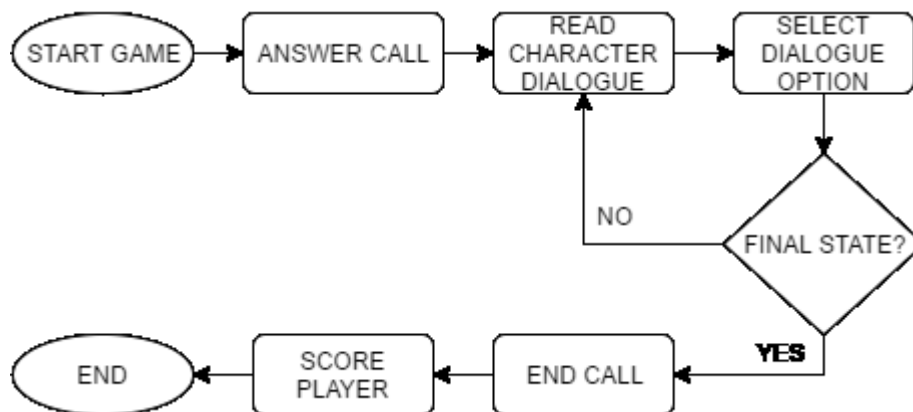 START GAME
ANSWER CALL
READ
CHARACTER
DIALOGUE
SELECT
DIALOGUE
OPTION
NO
FINAL STATE?
YES
END
SCORE
PLAYER
END CALL